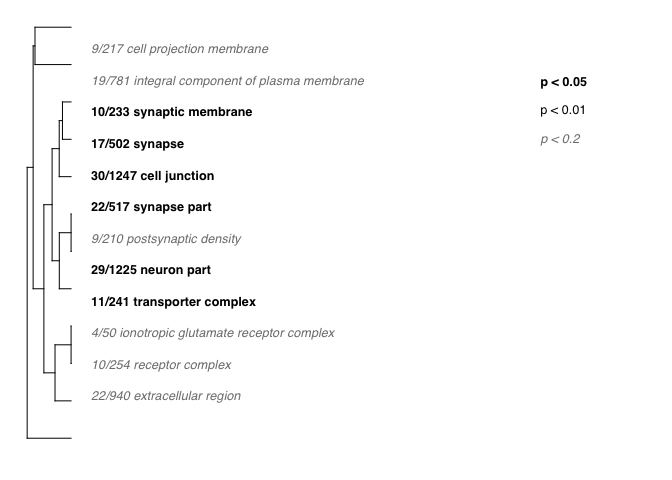 9/217 cell projection membrane
19/781 integral component of plasma membrane
p < 0.05
10/233 synaptic membrane
p < 0.01
17/502 synapse
p < 0.2
30/1247 cell junction
22/517 synapse part
9/210 postsynaptic density
29/1225 neuron part
11/241 transporter complex
4/50 ionotropic glutamate receptor complex
10/254 receptor complex
22/940 extracellular region